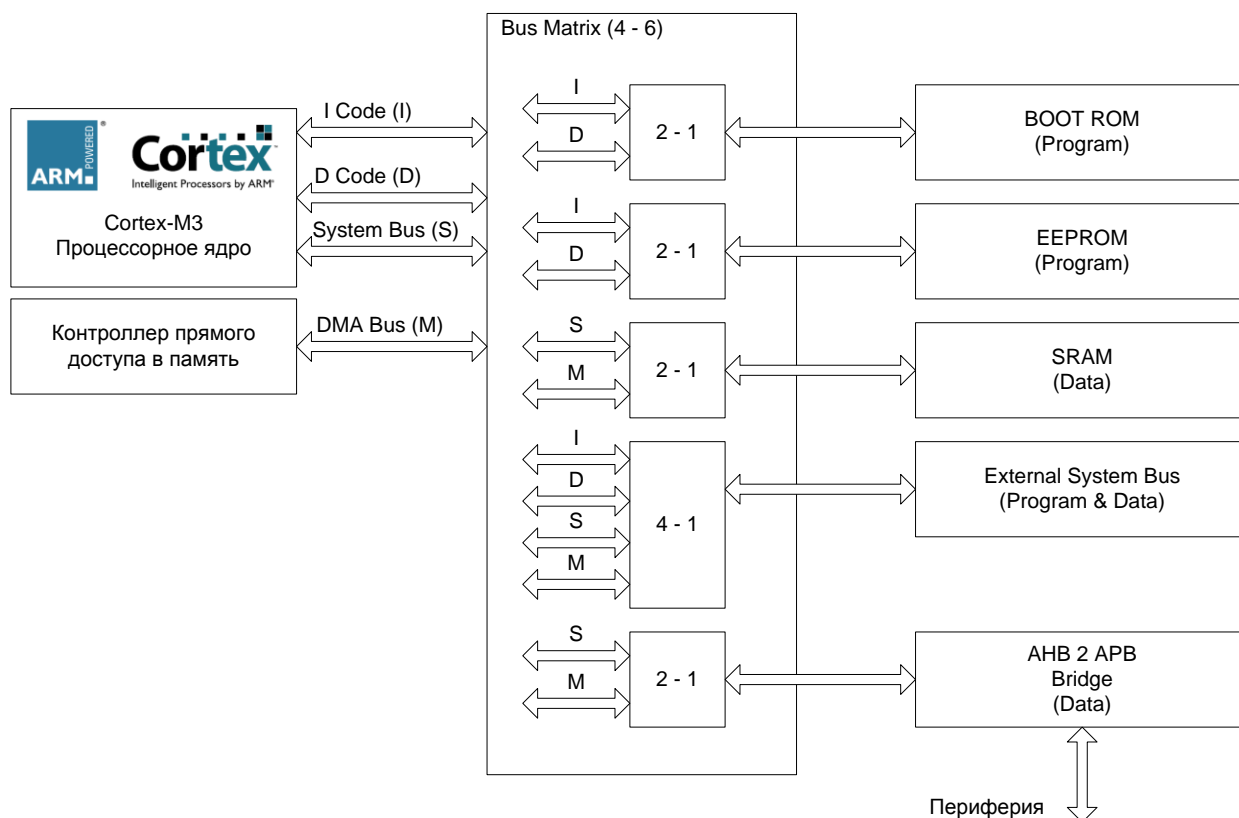 Bus Matrix (4 - 6)
I Code (I)
D Code (D)
System Bus (S)
DMA Bus (M)
ARM POWERED ®
Cortex™
Intelligent Processors by ARM®
Cortex-M3
Процессорное ядро
Контроллер прямого
доступа в память
I
D
2 - 1
BOOT ROM
(Program)
I
D
2 - 1
EEPROM
(Program)
S
M
2 - 1
SRAM
(Data)
I
D
S
M
4 - 1
External System Bus
(Program & Data)
S
M
2 - 1
AHB 2 APB
Bridge
(Data)
Периферия